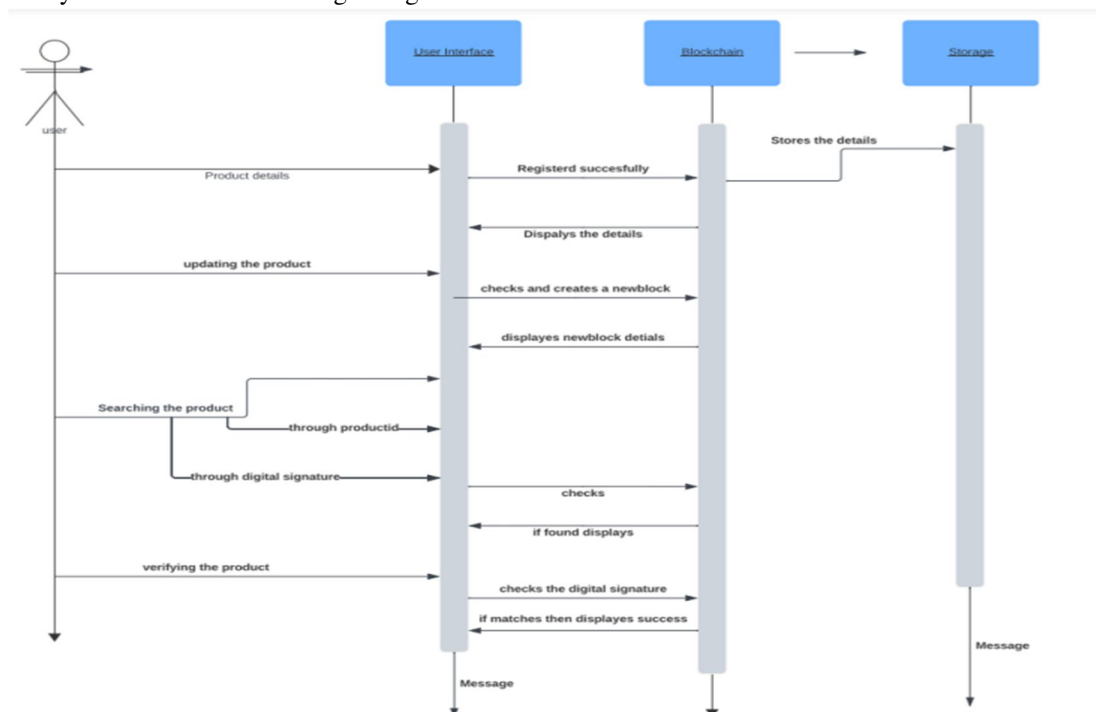 User Interface
Blockchain
Storage
user
Stores the details
Registerd succesfully
Product details
Dispalys the details
updating the product
checks and creates a newblock
displayes newblock detials
Searching the product
through productid
through digital signature
checks
if found displays
verifying the product
checks the digital signature
if matches then displayes success
Message
Message